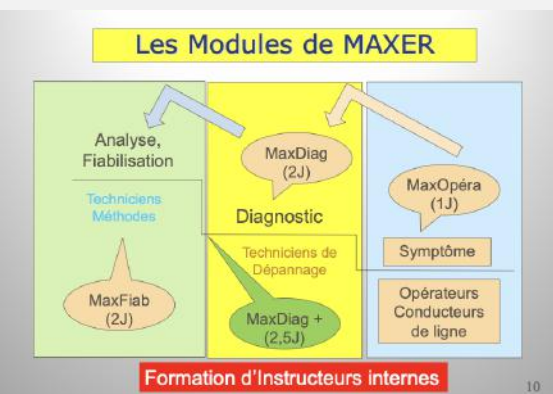 Les Modules de MAXER
Analyse,
Fiabilisation
Techniciens
Méthodes
MaxFiab
(2J)
MaxDiag
(2J)
Diagnostic
Techniciens de
Dépannage
MaxDiag +
(2,5J)
MaxOpéra
(1J)
Symptôme
Opérateurs
Conducteurs
de ligne
Formation d'Instructeurs internes
10